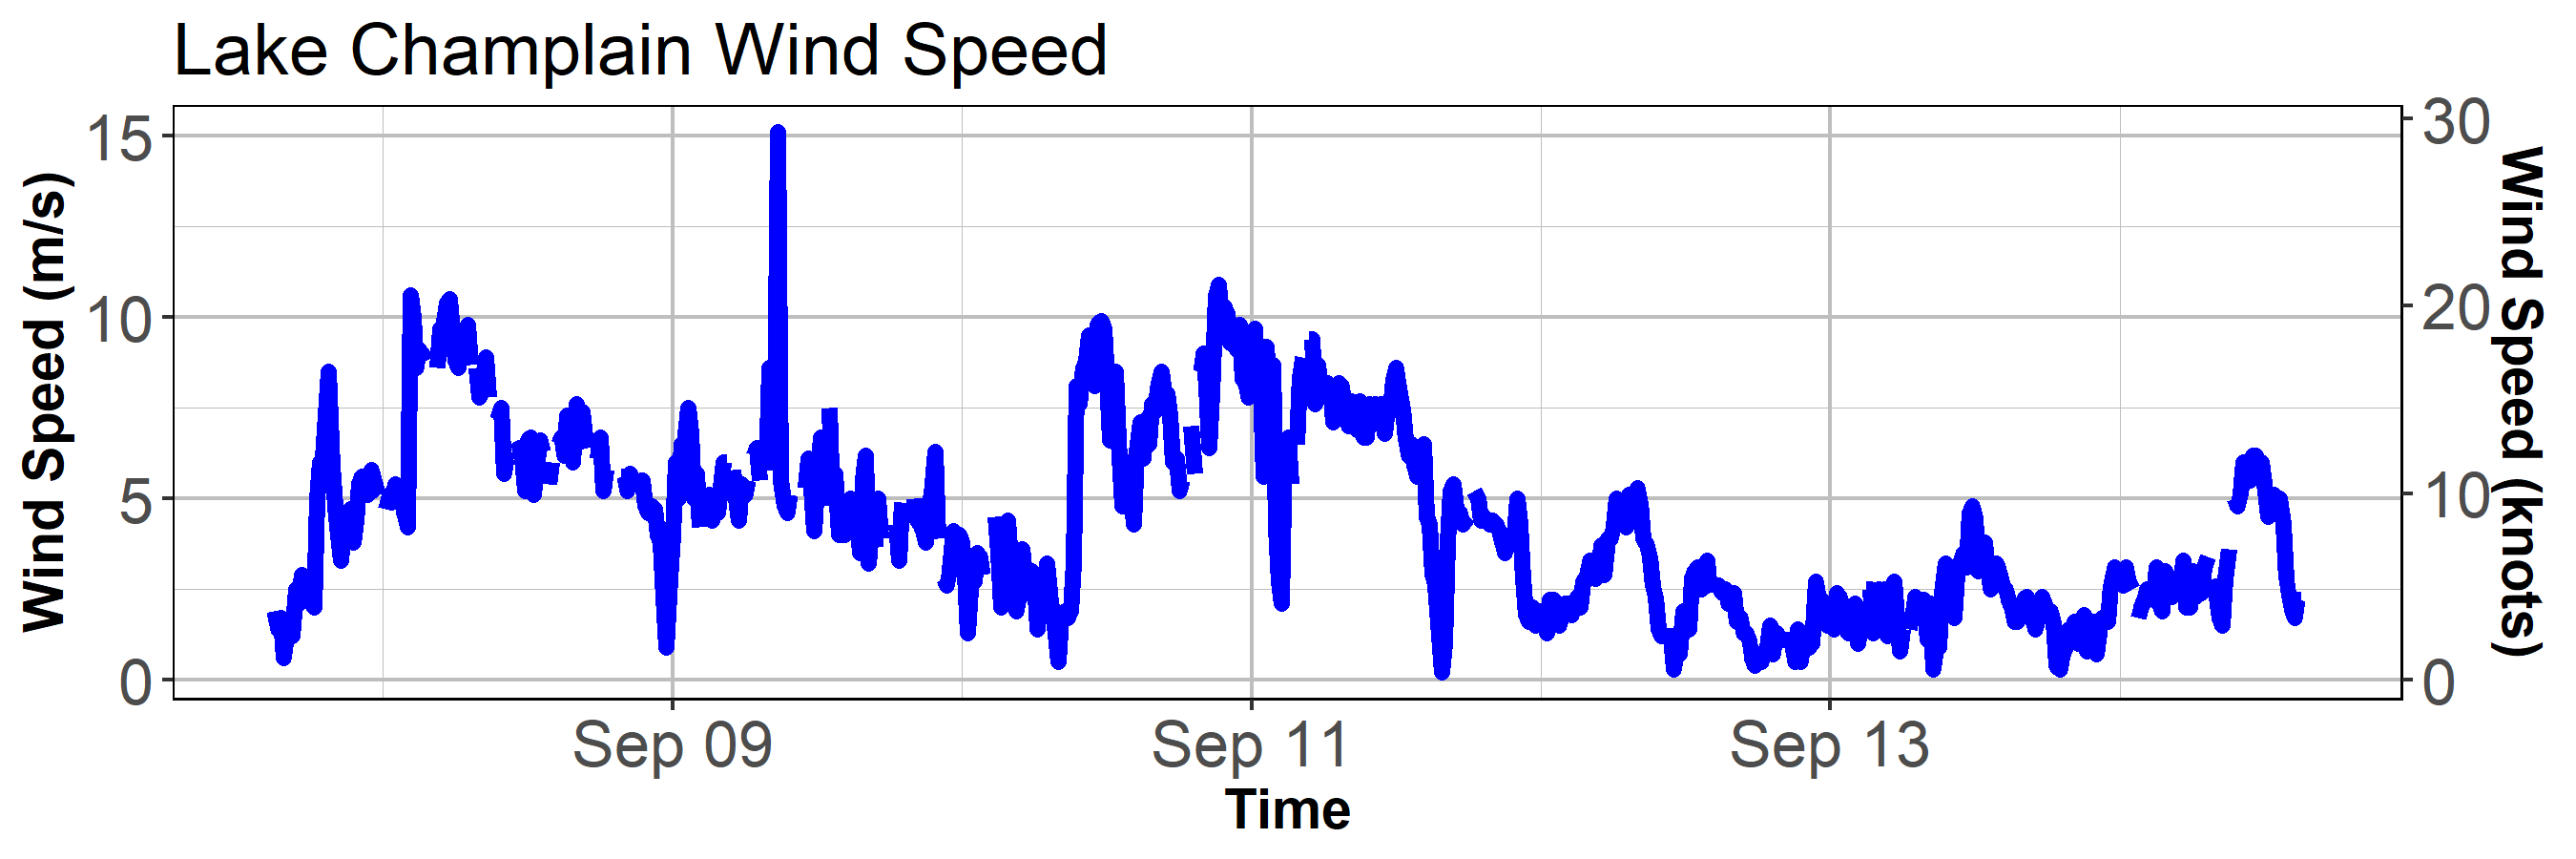 Lake Champlain Wind Speed
Wind Speed (m/s)
15
10
5
0
30
20
10
0
Wind Speed (knots)
Sep 09
Sep 11
Sep 13
Time